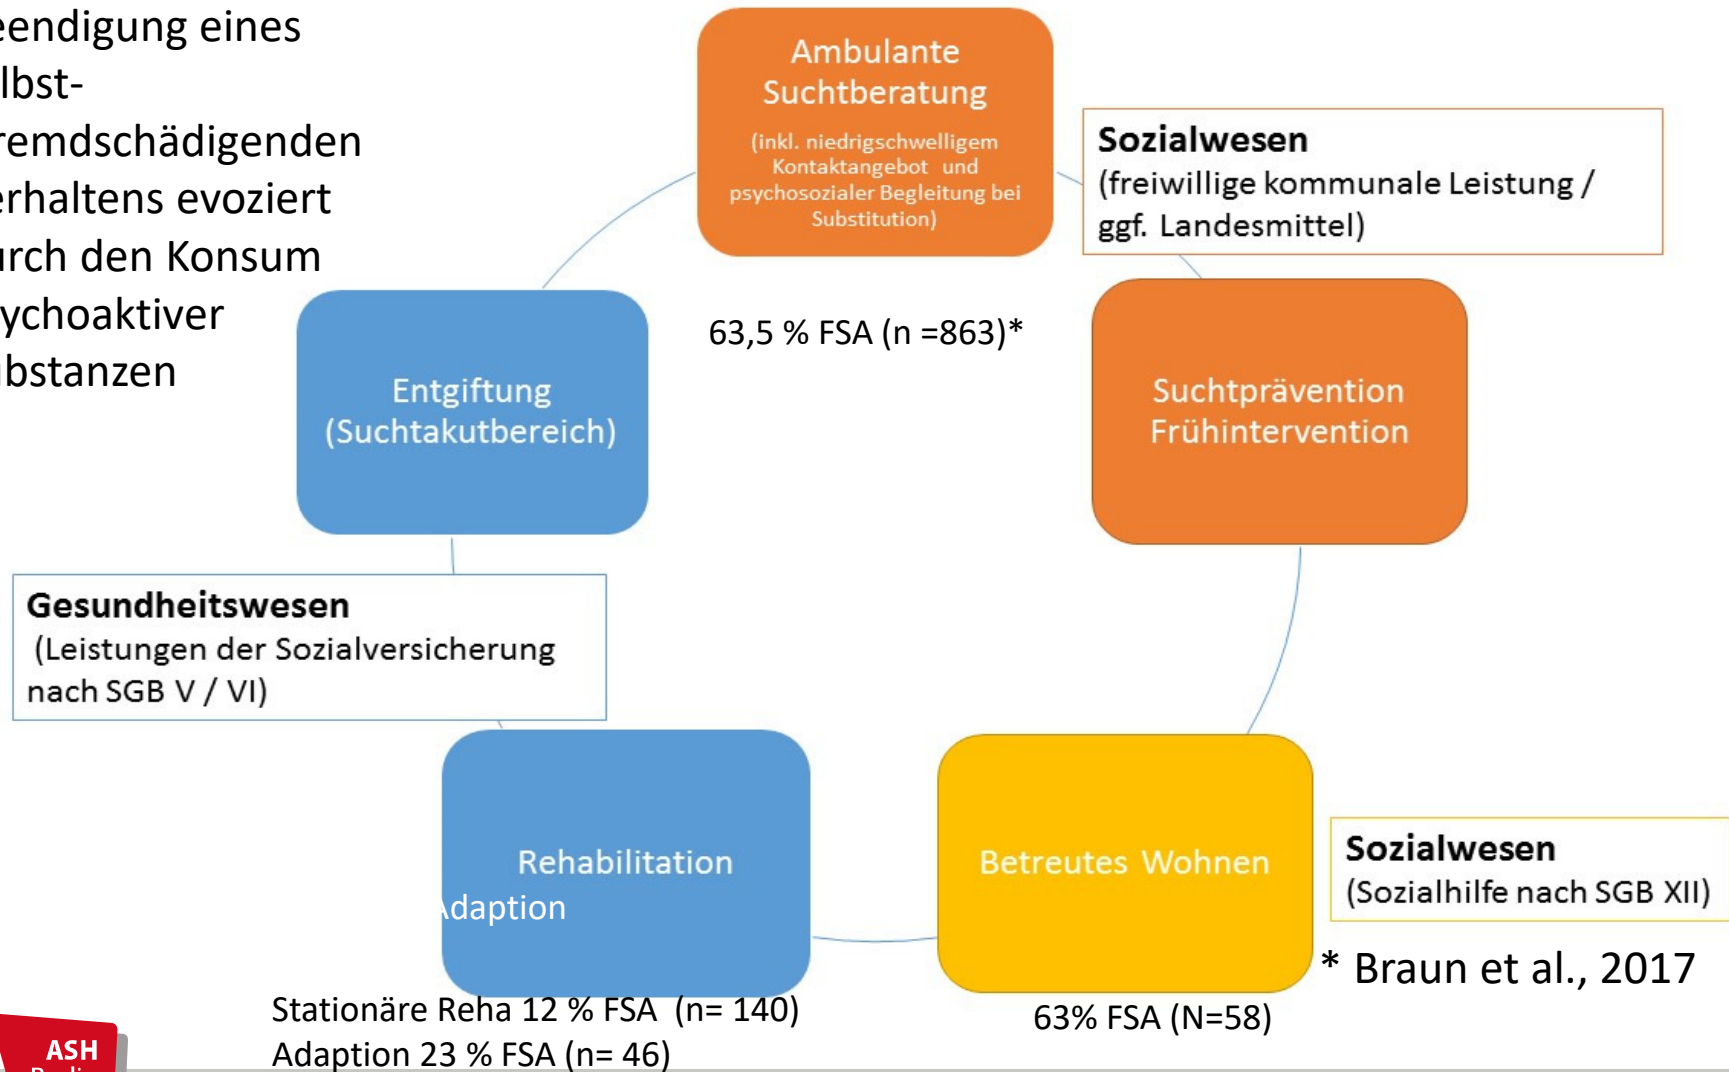 eendigung eines
lbst-
remdschädigenden
erhaltens evoziert
urch den Konsum
ychoaktiver
bstanzen
Ambulante
Suchtberatung
(inkl. niedrigschwelligem
Kontaktangebot und
psychosozialer Begleitung bei
Substitution)
Sozialwesen
(freiwillige kommunale Leistung /
ggf. Landesmittel)
63,5 % FSA (n =863)*
Entgiftung
(Suchtakutbereich)
Suchtprävention
Frühintervention
Gesundheitswesen
(Leistungen der Sozialversicherung
nach SGB V / VI)
Rehabilitation
Adaption
Betreutes Wohnen
Sozialwesen
(Sozialhilfe nach SGB XII)
* Braun et al., 2017
Stationäre Reha 12 % FSA (n= 140)
Adaption 23 % FSA (n= 46)
63% FSA (N=58)
ASH